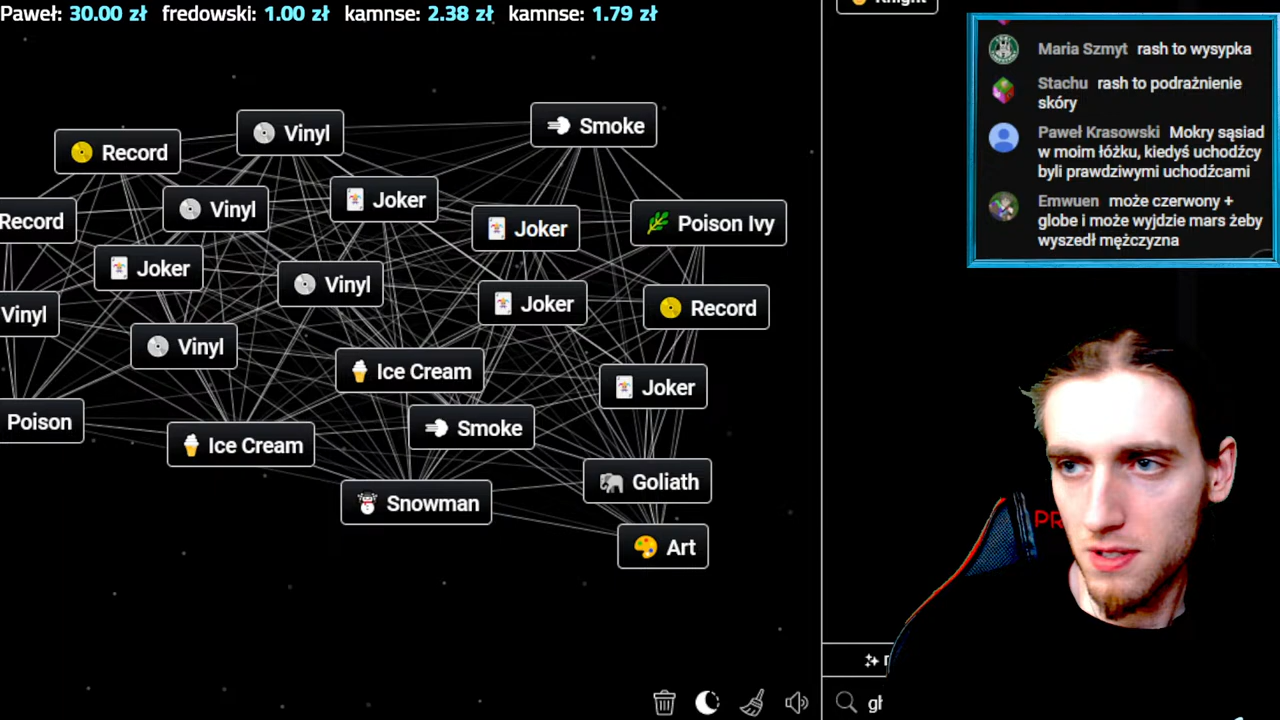 Paweł: 30.00 zł fredowski: 1.00 zł kamnse: 2.38 zł kamnse: 1.79 zł
Knight
Maria Szmyt rash to wysypka
Stachu rash to podrażnienie
skóry
Paweł Krasowski Mokry sąsiad
w moim łóżku, kiedyś uchodźcy
byli prawdziwymi uchodźcami
Emwuen może czerwony +
globe i może wyjdzie mars żeby
wyszedł mężczyzna
Smoke
Vinyl
Record
Joker
Vinyl
Record
Joker
Poison Ivy
Joker
Vinyl
Joker
Record
Vinyl
Vinyl
Ice Cream
Joker
Poison
Smoke
Ice Cream
Goliath
Snowman
Art
PR